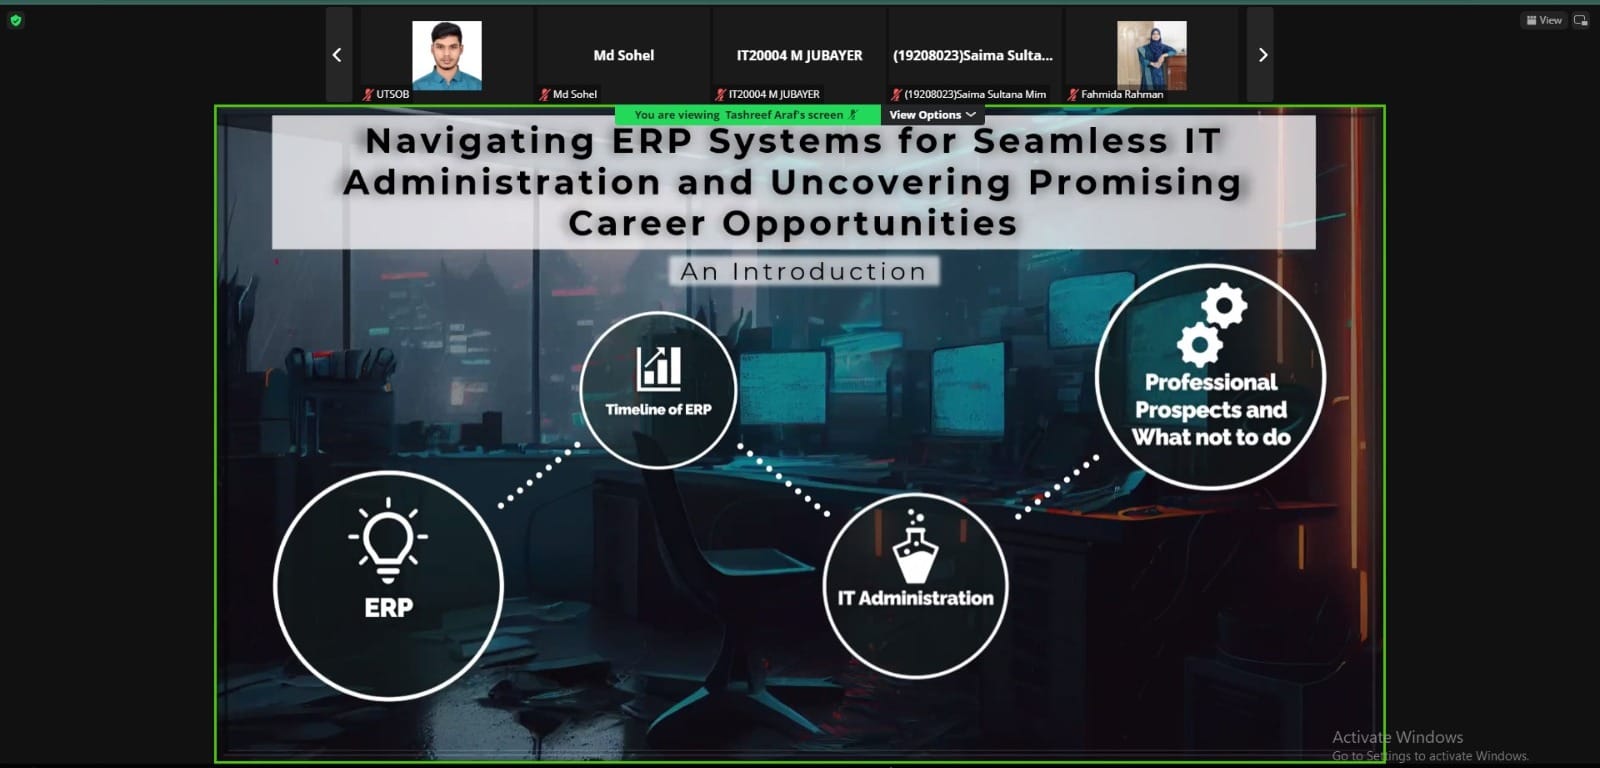 View
Md Sohel
IT20004 M JUBAYER
(19208023)Saima Sulta...
UTSOB
Md Sohel
IT20004 M JUBAYER
(19208023)Saima Sultana Mim
Fahmida Rahman
You are viewing Tashreef Araf's screen
View Options
Navigating ERP Systems for Seamless IT
Administration and Uncovering Promising
Career Opportunities
An Introduction
ERP
Timeline of ERP
IT Administration
Professional
Prospects and
What not to do
Activate Windows
Go to Settings to activate Windows.